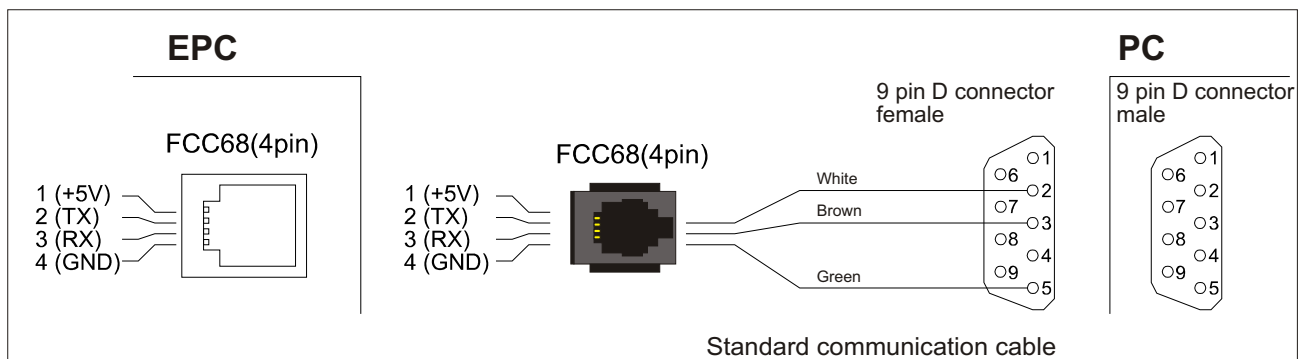 EPC
PC
9 pin D connector
female
9 pin D connector
male
FCC68(4pin)
1 (+5V)
2 (TX)
3 (RX)
4 (GND)
FCC68(4pin)
1 (+5V)
2 (TX)
3 (RX)
4 (GND)
White
Brown
Green
1
6
2
7
3
8
4
9
5
1
6
2
7
3
8
4
9
5
Standard communication cable